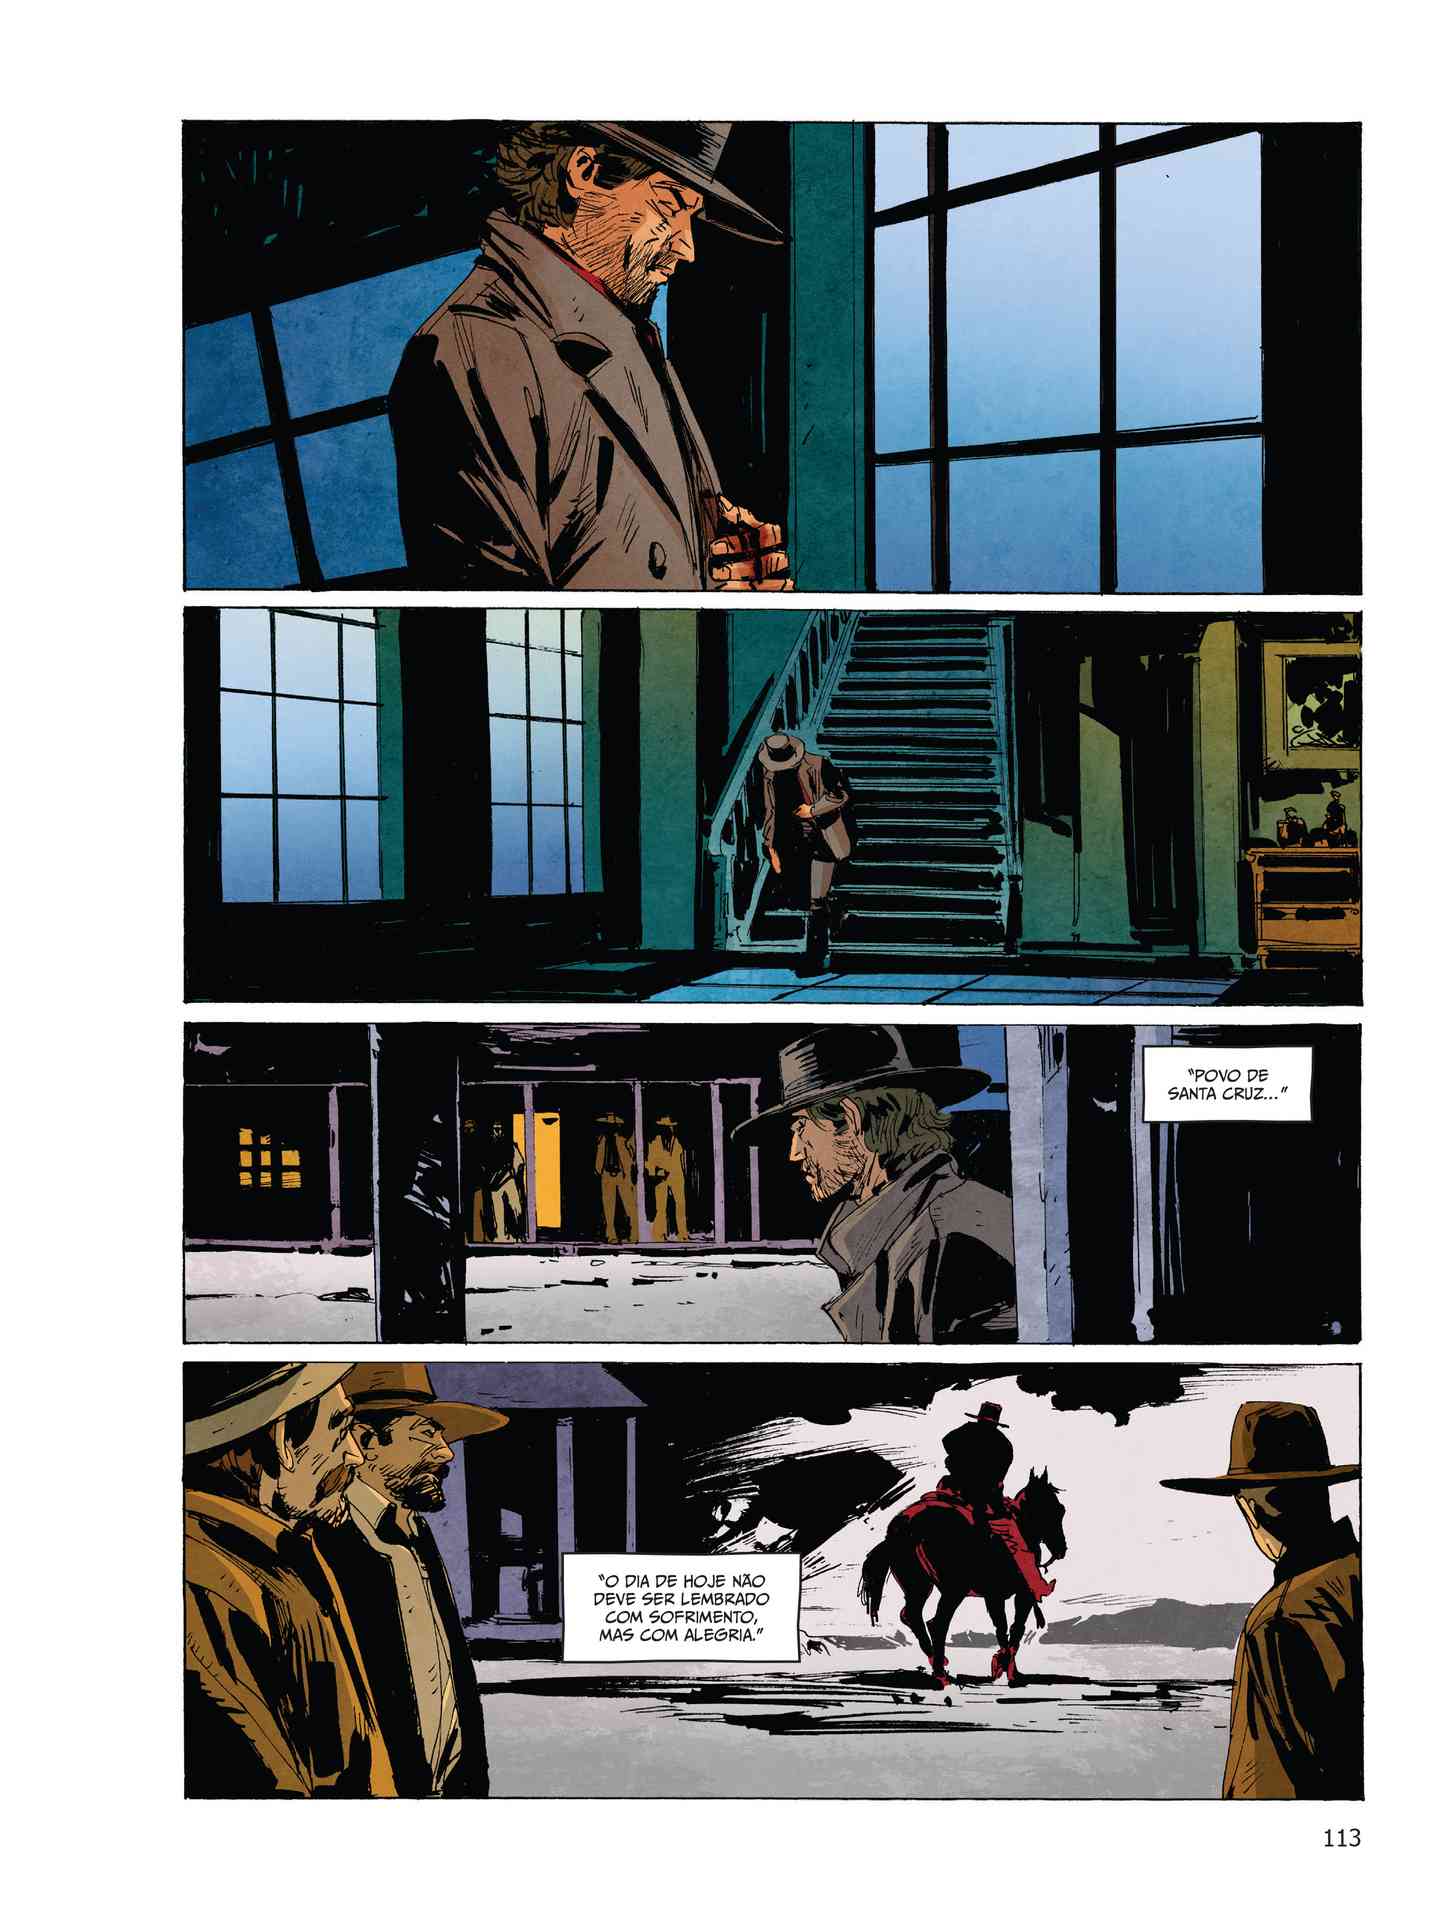 "POVO DE
SANTA CRUZ..."
"O DIA DE HOJE NÃO
DEVE SER LEMBRADO
COM SOFRIMENTO,
MAS COM ALEGRIA."
113